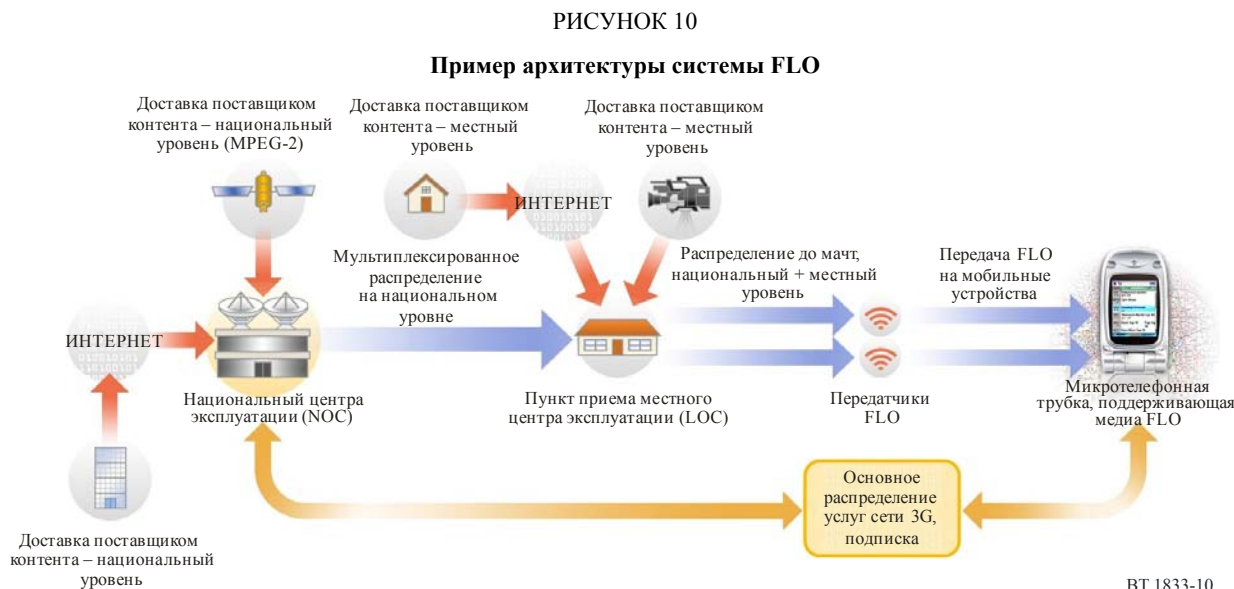 РИСУНОК 10
Пример архитектуры системы FLO
Доставка поставщиком
контента – национальный
уровень (MPEG-2)
Доставка поставщиком
контента – местный
уровень
Доставка поставщиком
контента – местный
уровень
ИНТЕРНЕТ
Мультиплексированное
распределение
на национальном
уровне
Распределение до мачт,
национальный + местный
уровень
Передача FLO
на мобильные
устройства
ИНТЕРНЕТ
Национальный центра
эксплуатации (NOC)
Пункт приема местного
центра эксплуатации (LOC)
Передатчики
FLO
Микротелефонная
трубка, поддерживающая
медиа FLO
Основное
распределение
услуг сети 3G,
подписка
Доставка поставщиком
контента – национальный
уровень
BT.1833-10